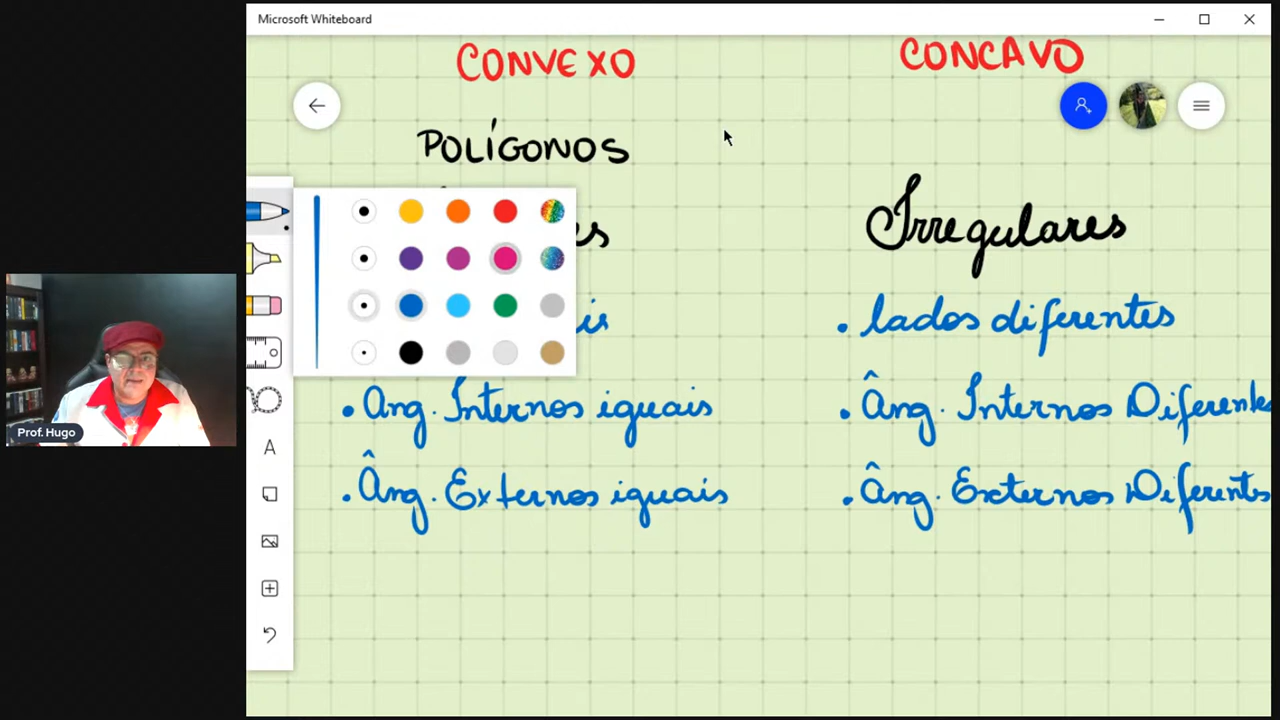 Microsoft Whiteboard
CONVEXO
CONCAVO
POLÍGONOS
Irregulares
. lados diferentes
. Ang. Internos iguais
. Âng. Internos Diferentes
. Âng. Externos iguais
. Âng. Externos Diferentes
Prof. Hugo
A